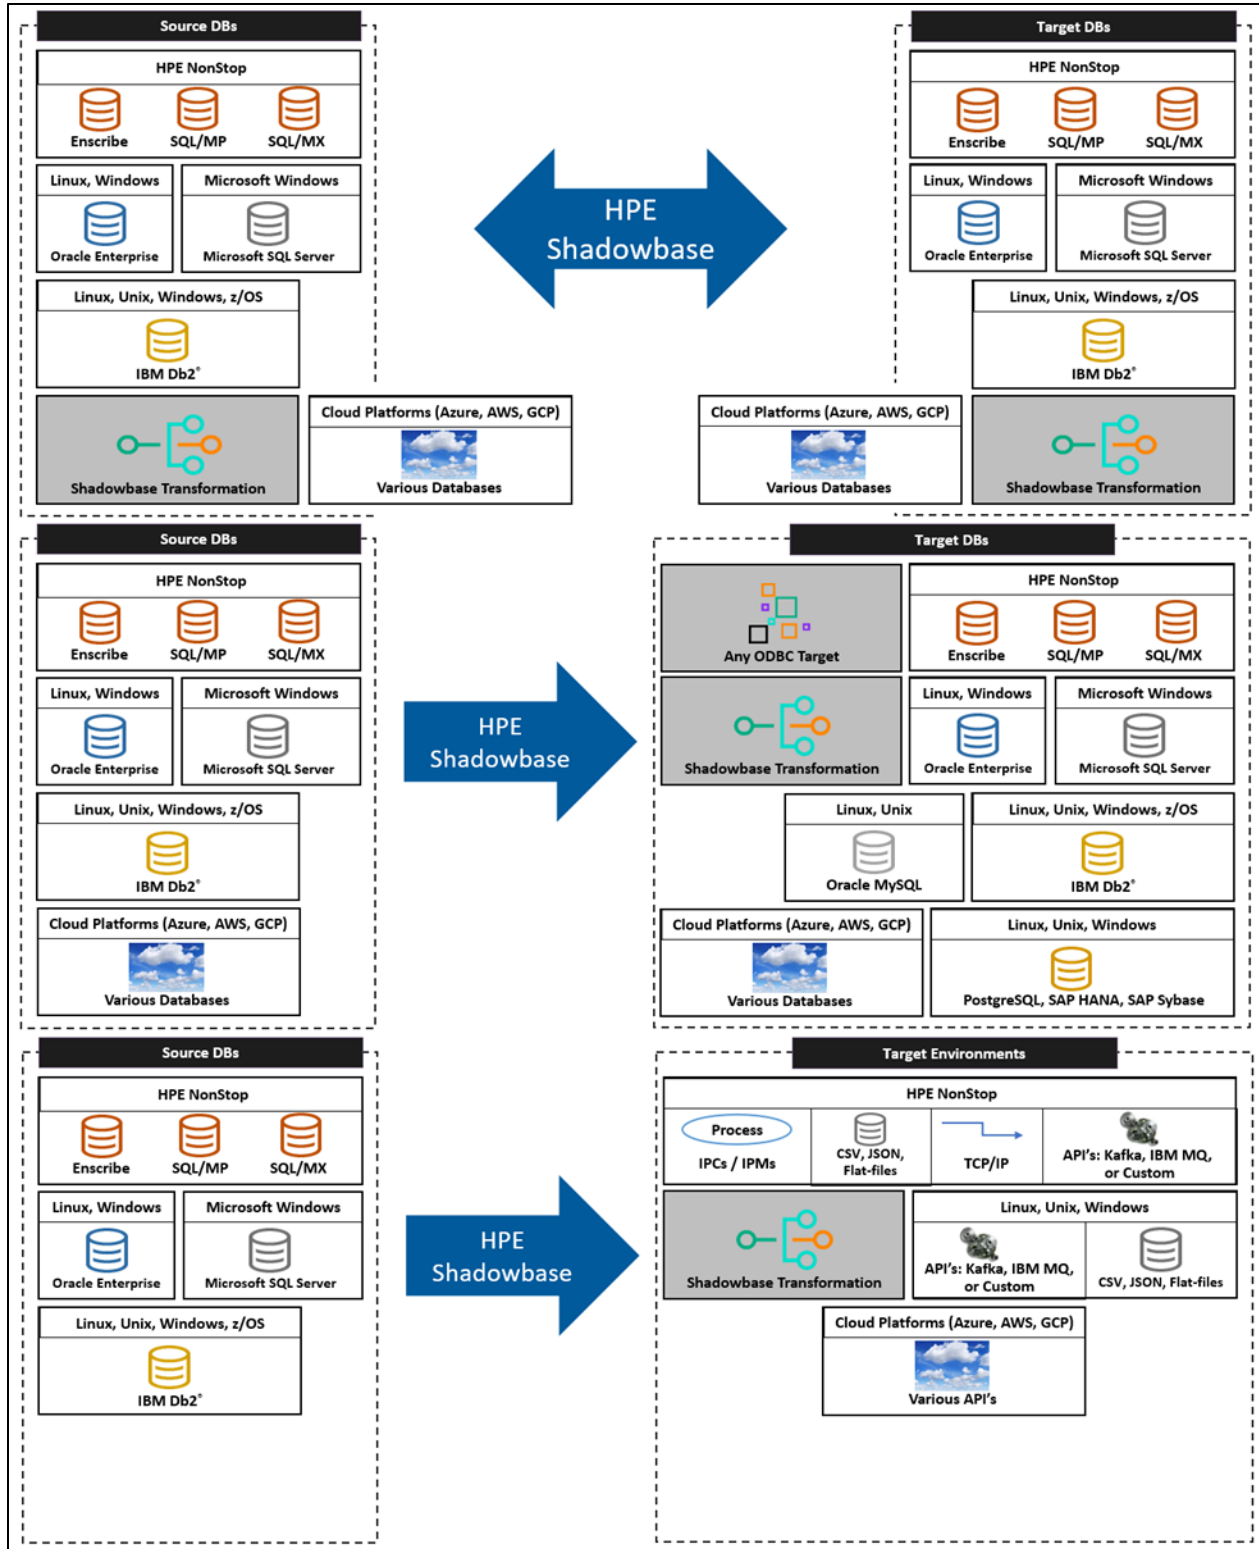 Source DBs
HPE NonStop
Enscribe
SQL/MP
SQL/MX
Linux, Windows
Oracle Enterprise
Microsoft Windows
Microsoft SQL Server
Linux, Unix, Windows, z/OS
IBM Db2®
Shadowbase Transformation
Cloud Platforms (Azure, AWS, GCP)
Various Databases
HPE
Shadowbase
Target DBs
HPE NonStop
Enscribe
SQL/MP
SQL/MX
Linux, Windows
Oracle Enterprise
Microsoft Windows
Microsoft SQL Server
Linux, Unix, Windows, z/OS
IBM Db2®
Cloud Platforms (Azure, AWS, GCP)
Various Databases
Shadowbase Transformation
Source DBs
HPE NonStop
Enscribe
SQL/MP
SQL/MX
Linux, Windows
Oracle Enterprise
Microsoft Windows
Microsoft SQL Server
Linux, Unix, Windows, z/OS
IBM Db2®
Cloud Platforms (Azure, AWS, GCP)
Various Databases
HPE
Shadowbase
Target DBs
Any ODBC Target
HPE NonStop
Enscribe
SQL/MP
SQL/MX
Shadowbase Transformation
Linux, Windows
Oracle Enterprise
Microsoft Windows
Microsoft SQL Server
Linux, Unix
Oracle MySQL
Linux, Unix, Windows, z/OS
IBM Db2®
Cloud Platforms (Azure, AWS, GCP)
Various Databases
Linux, Unix, Windows
PostgreSQL, SAP HANA, SAP Sybase
Source DBs
HPE NonStop
Enscribe
SQL/MP
SQL/MX
Linux, Windows
Oracle Enterprise
Microsoft Windows
Microsoft SQL Server
Linux, Unix, Windows, z/OS
IBM Db2®
HPE
Shadowbase
Target Environments
HPE NonStop
Process
IPCs / IPMs
CSV, JSON,
Flat-files
TCP/IP
API's: Kafka, IBM MQ,
or Custom
Shadowbase Transformation
Linux, Unix, Windows
API's: Kafka, IBM MQ,
or Custom
CSV, JSON, Flat-files
Cloud Platforms (Azure, AWS, GCP)
Various API's